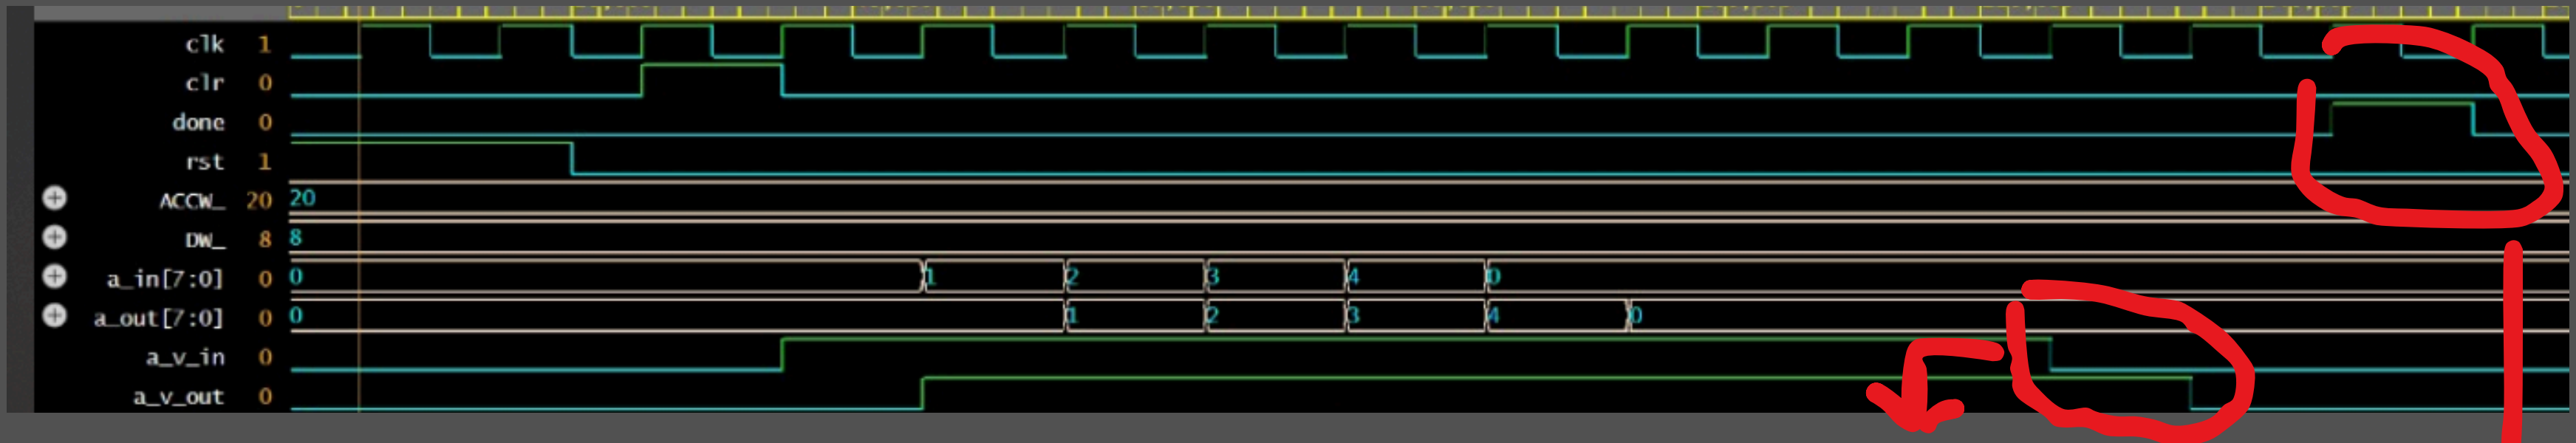 clk 1
clr 0
done 0
rst 1
ACCW_ 20 20
DW_ 8 8
a_in[7:0] 0 0 1 2 3 4 0
a_out[7:0] 0 0 1 2 3 4 0
a_v_in 0
a_v_out 0